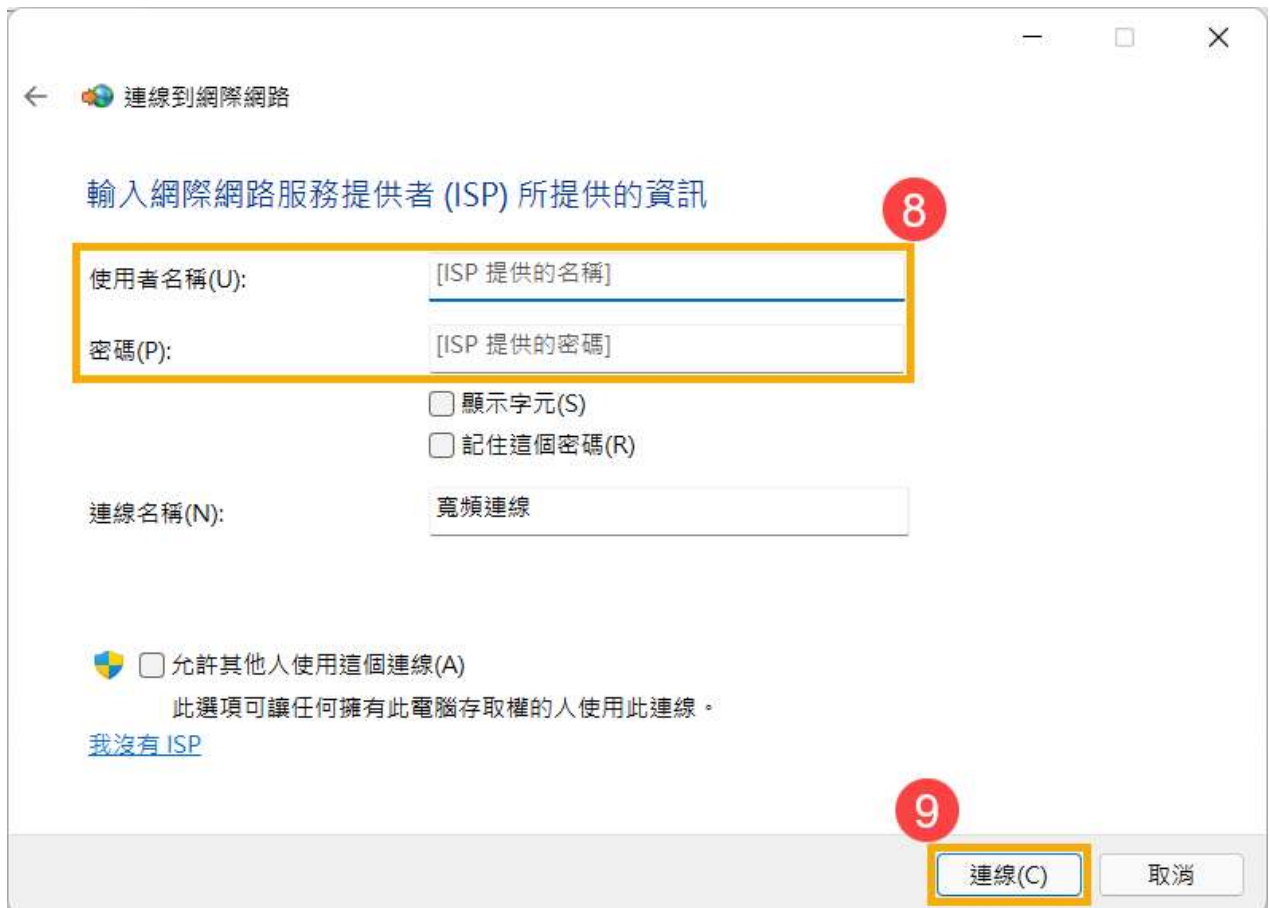 連線到網際網路
輸入網際網路服務提供者 (ISP) 所提供的資訊
8
使用者名稱(U):
[ISP 提供的名稱]
密碼(P):
[ISP 提供的密碼]
顯示字元(S)
記住這個密碼(R)
連線名稱(N):
寬頻連線
允許其他人使用這個連線(A)
此選項可讓任何擁有此電腦存取權的人使用此連線。
我沒有 ISP
9
連線(C)
取消